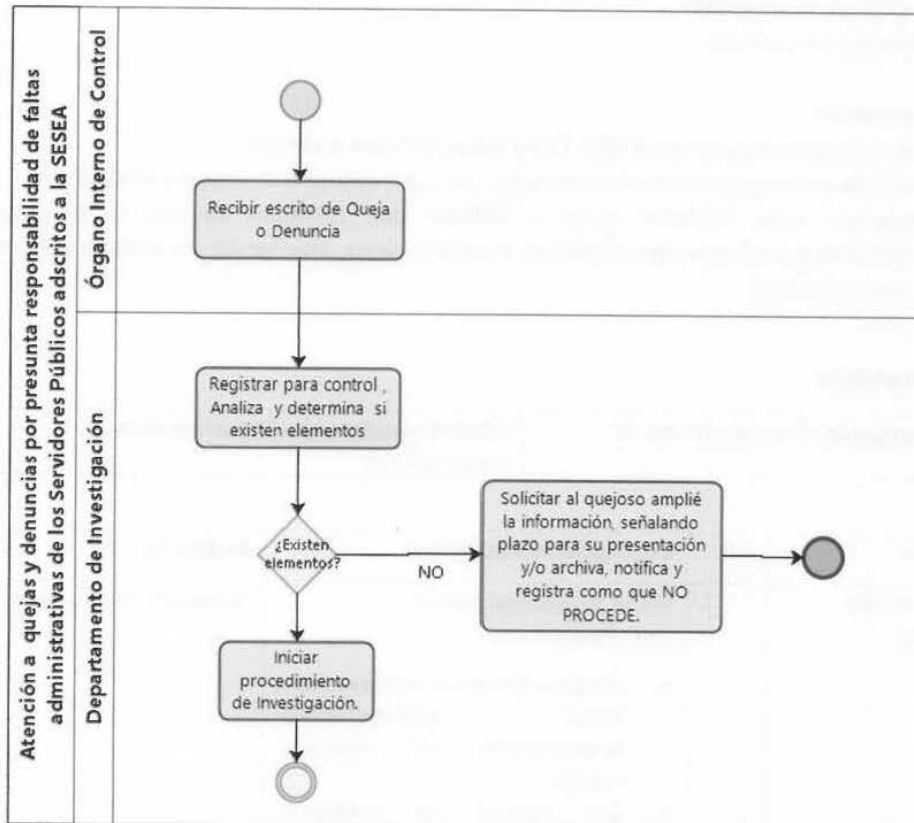 Atención a quejas y denuncias por presunta responsabilidad de faltas
administrativas de los Servidores Públicos adscritos a la SESEA
Órgano Interno de Control
Recibir escrito de Queja
o Denuncia
Departamento de Investigación
Registrar para control ,
Analiza y determina si
existen elementos
¿Existen
elementos?
NO
Solicitar al quejoso amplié
la información, señalando
plazo para su presentación
y/o archiva, notifica y
registra como que NO
PROCEDE.
Iniciar
procedimiento
de Investigación.